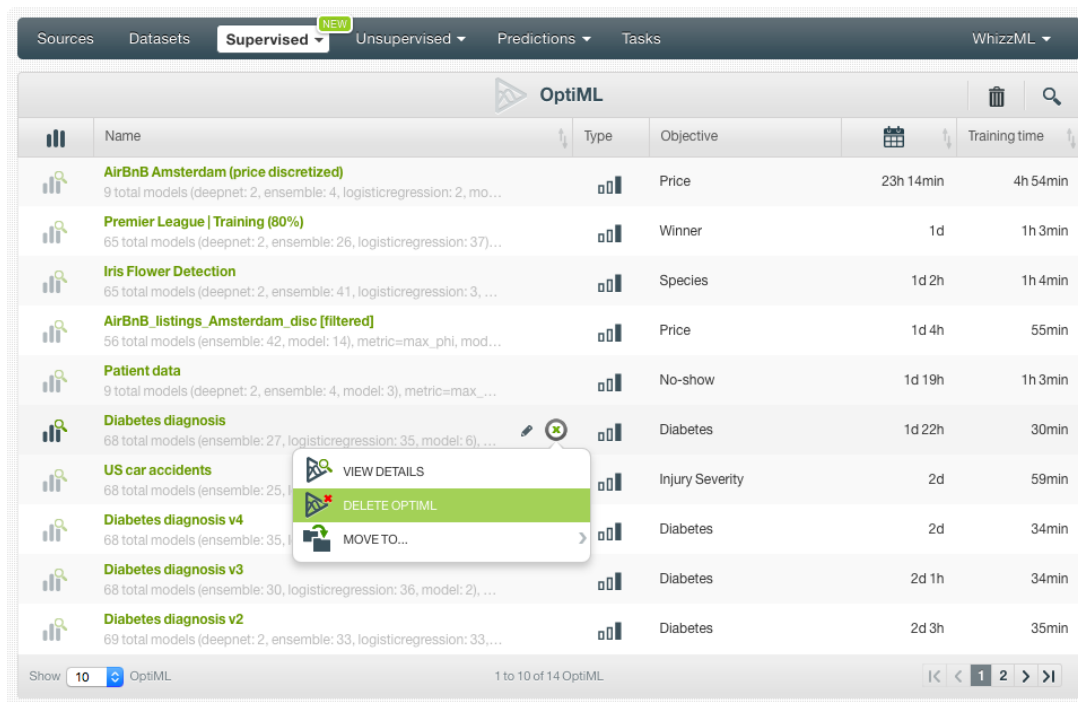 NEW
Sources Datasets Supervised Unsupervised Predictions Tasks WhizzML
OptiML
Name Type Objective Training time
AirBnB Amsterdam (price discretized)
9 total models (deepnet: 2, ensemble: 4, logisticregression: 2, mo...
Price 23h 14min 4h 54min
Premier League | Training (80%)
65 total models (deepnet: 2, ensemble: 26, logisticregression: 37)...
Winner 1d 1h 3min
Iris Flower Detection
65 total models (deepnet: 2, ensemble: 41, logisticregression: 3, ...
Species 1d 2h 1h 4min
AirBnB_listings_Amsterdam_disc [filtered]
56 total models (ensemble: 42, model: 14), metric=max_phi, mod...
Price 1d 4h 55min
Patient data
9 total models (deepnet: 2, ensemble: 4, model: 3), metric=max_...
No-show 1d 19h 1h 3min
Diabetes diagnosis
68 total models (ensemble: 27, logisticregression: 35, model: 6), ...
Diabetes 1d 22h 30min
VIEW DETAILS
DELETE OPTIML
MOVE TO...
US car accidents
68 total models (ensemble: 25,
Injury Severity 2d 59min
Diabetes diagnosis v4
68 total models (ensemble: 35,
Diabetes 2d 34min
Diabetes diagnosis v3
68 total models (ensemble: 30, logisticregression: 36, model: 2), ...
Diabetes 2d 1h 34min
Diabetes diagnosis v2
69 total models (deepnet: 2, ensemble: 33, logisticregression: 33,...
Diabetes 2d 3h 35min
Show 10 OptiML 1 to 10 of 14 OptiML 1 2